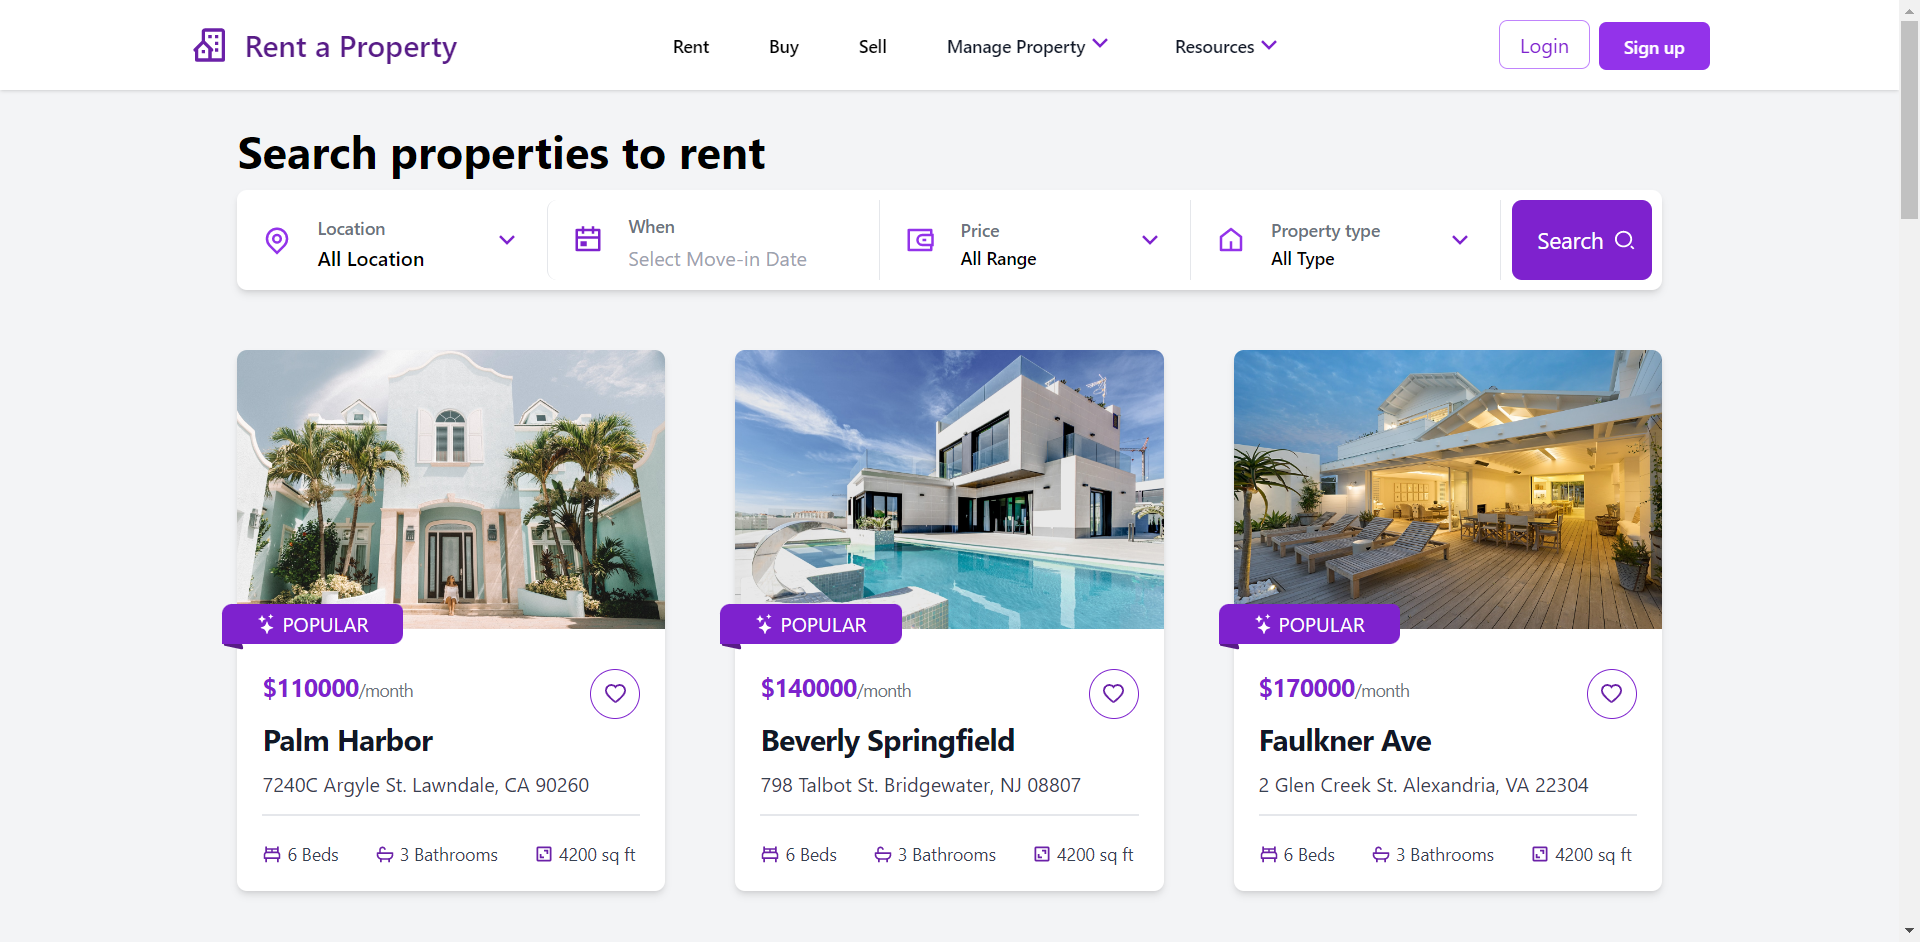 Rent a Property
Rent
Buy
Sell
Manage Property
Resources
Login
Sign up
Search properties to rent
Location
All Location
When
Select Move-in Date
Price
All Range
Property type
All Type
Search
POPULAR
$110000/month
Palm Harbor
7240C Argyle St. Lawndale, CA 90260
6 Beds
3 Bathrooms
4200 sq ft
POPULAR
$140000/month
Beverly Springfield
798 Talbot St. Bridgewater, NJ 08807
6 Beds
3 Bathrooms
4200 sq ft
POPULAR
$170000/month
Faulkner Ave
2 Glen Creek St. Alexandria, VA 22304
6 Beds
3 Bathrooms
4200 sq ft